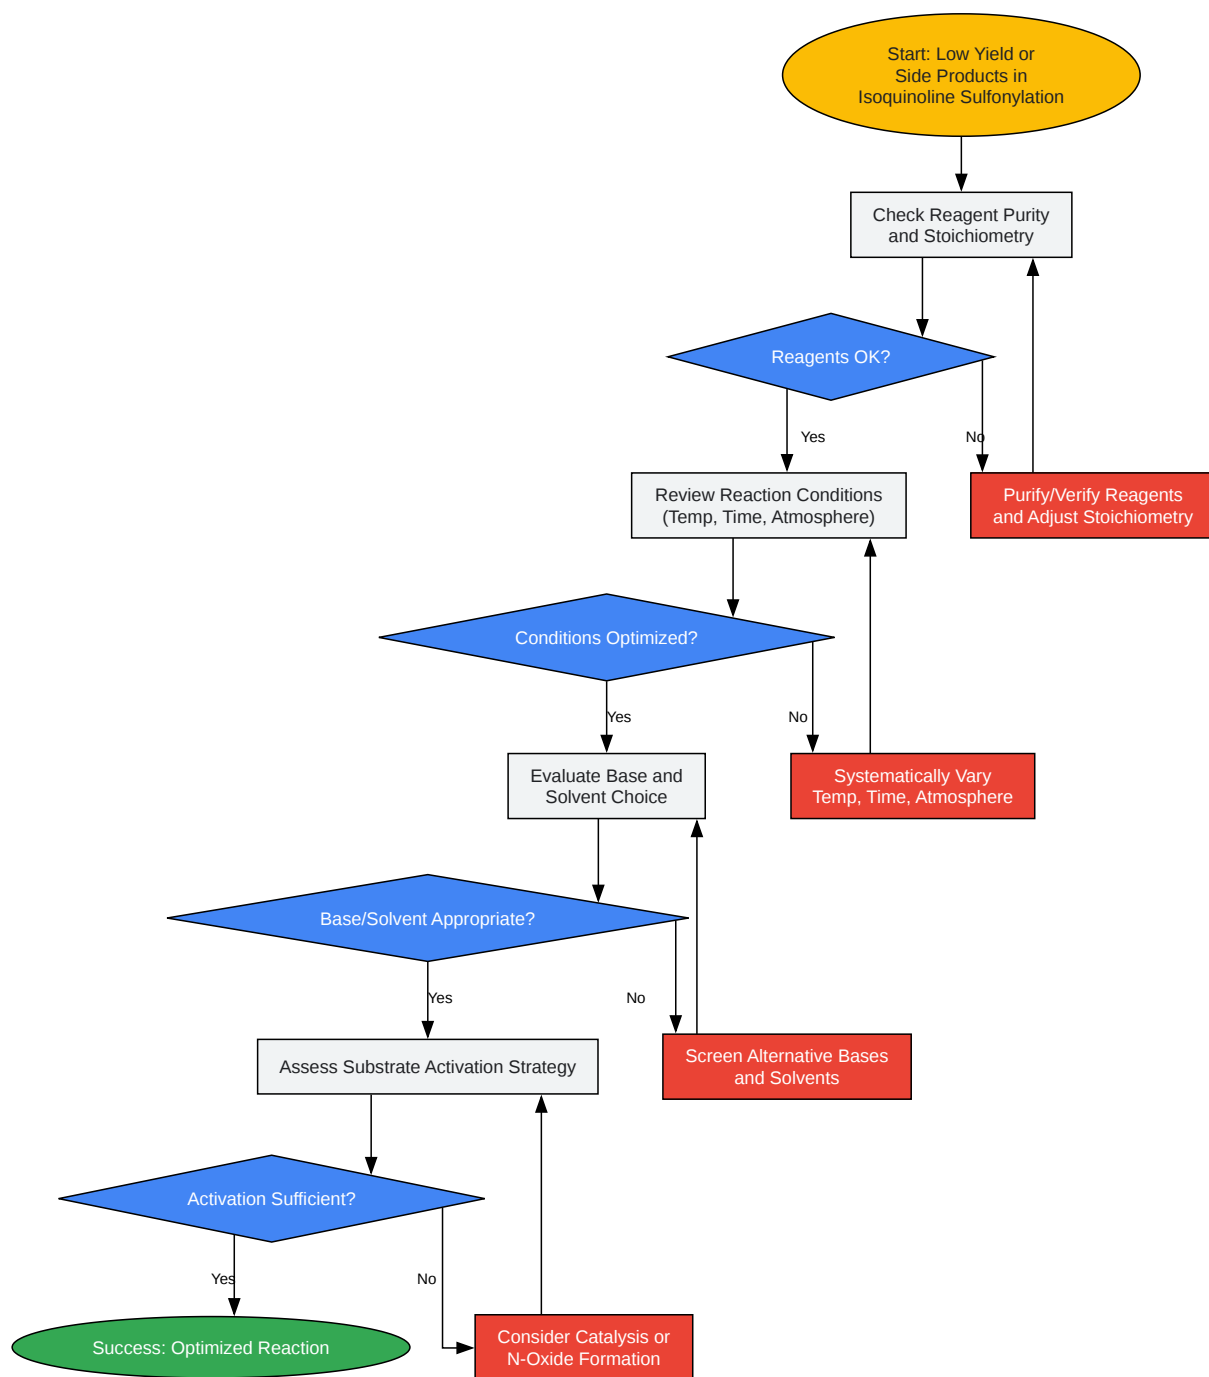 Start: Low Yield or
Side Products in
Isoquinoline Sulfonylation
Check Reagent Purity
and Stoichiometry
Reagents OK?
Yes
No
Review Reaction Conditions
(Temp, Time, Atmosphere)
Purify/Verify Reagents
and Adjust Stoichiometry
Conditions Optimized?
Yes
No
Evaluate Base and
Solvent Choice
Systematically Vary
Temp, Time, Atmosphere
Base/Solvent Appropriate?
Yes
No
Assess Substrate Activation Strategy
Screen Alternative Bases
and Solvents
Activation Sufficient?
Yes
No
Success: Optimized Reaction
Consider Catalysis or
N-Oxide Formation